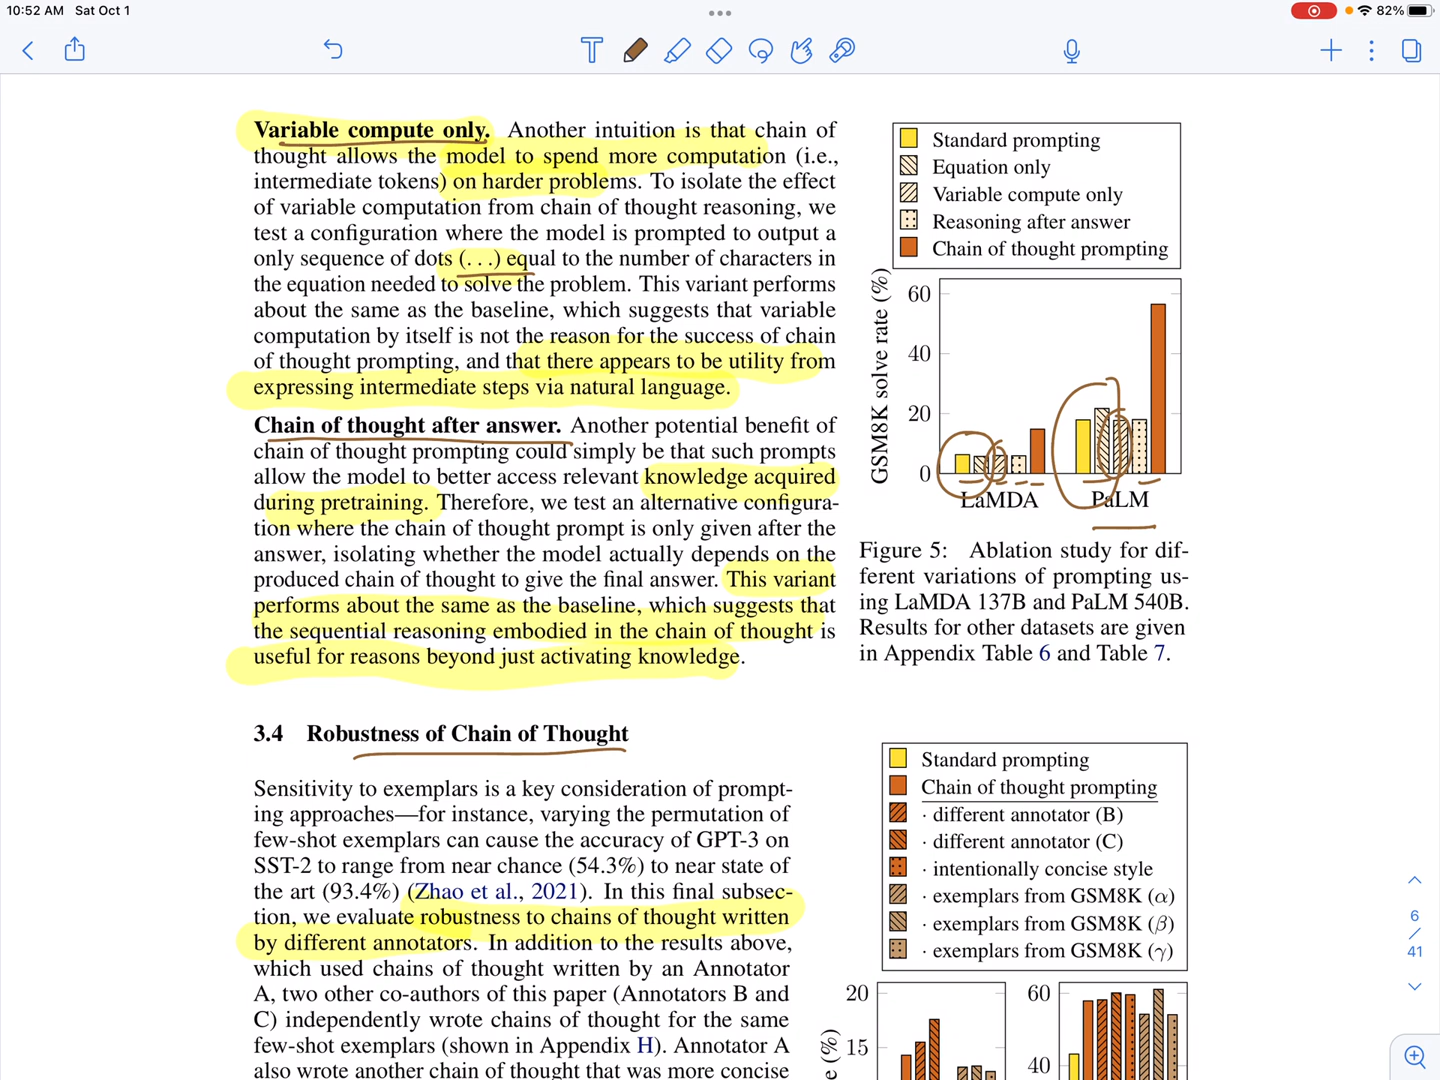 10:52 AM Sat Oct 1
82%
Variable compute only. Another intuition is that chain of
thought allows the model to spend more computation (i.e.,
intermediate tokens) on harder problems. To isolate the effect
of variable computation from chain of thought reasoning, we
test a configuration where the model is prompted to output a
only sequence of dots (. . .) equal to the number of characters in
the equation needed to solve the problem. This variant performs
about the same as the baseline, which suggests that variable
computation by itself is not the reason for the success of chain
of thought prompting, and that there appears to be utility from
expressing intermediate steps via natural language.
Chain of thought after answer. Another potential benefit of
chain of thought prompting could simply be that such prompts
allow the model to better access relevant knowledge acquired
during pretraining. Therefore, we test an alternative configura-
tion where the chain of thought prompt is only given after the
answer, isolating whether the model actually depends on the
produced chain of thought to give the final answer. This variant
performs about the same as the baseline, which suggests that
the sequential reasoning embodied in the chain of thought is
useful for reasons beyond just activating knowledge.
Standard prompting
Equation only
Variable compute only
Reasoning after answer
Chain of thought prompting
GSM8K solve rate (%)
60
40
20
0
LaMDA PaLM
Figure 5: Ablation study for dif-
ferent variations of prompting us-
ing LaMDA 137B and PaLM 540B.
Results for other datasets are given
in Appendix Table 6 and Table 7.
3.4 Robustness of Chain of Thought
Sensitivity to exemplars is a key consideration of prompt-
ing approaches—for instance, varying the permutation of
few-shot exemplars can cause the accuracy of GPT-3 on
SST-2 to range from near chance (54.3%) to near state of
the art (93.4%) (Zhao et al., 2021). In this final subsec-
tion, we evaluate robustness to chains of thought written
by different annotators. In addition to the results above,
which used chains of thought written by an Annotator
A, two other co-authors of this paper (Annotators B and
C) independently wrote chains of thought for the same
few-shot exemplars (shown in Appendix H). Annotator A
also wrote another chain of thought that was more concise
Standard prompting
Chain of thought prompting
· different annotator (B)
· different annotator (C)
· intentionally concise style
· exemplars from GSM8K (α)
· exemplars from GSM8K (β)
· exemplars from GSM8K (γ)
20
15
e (%)
60
40
6
/
41